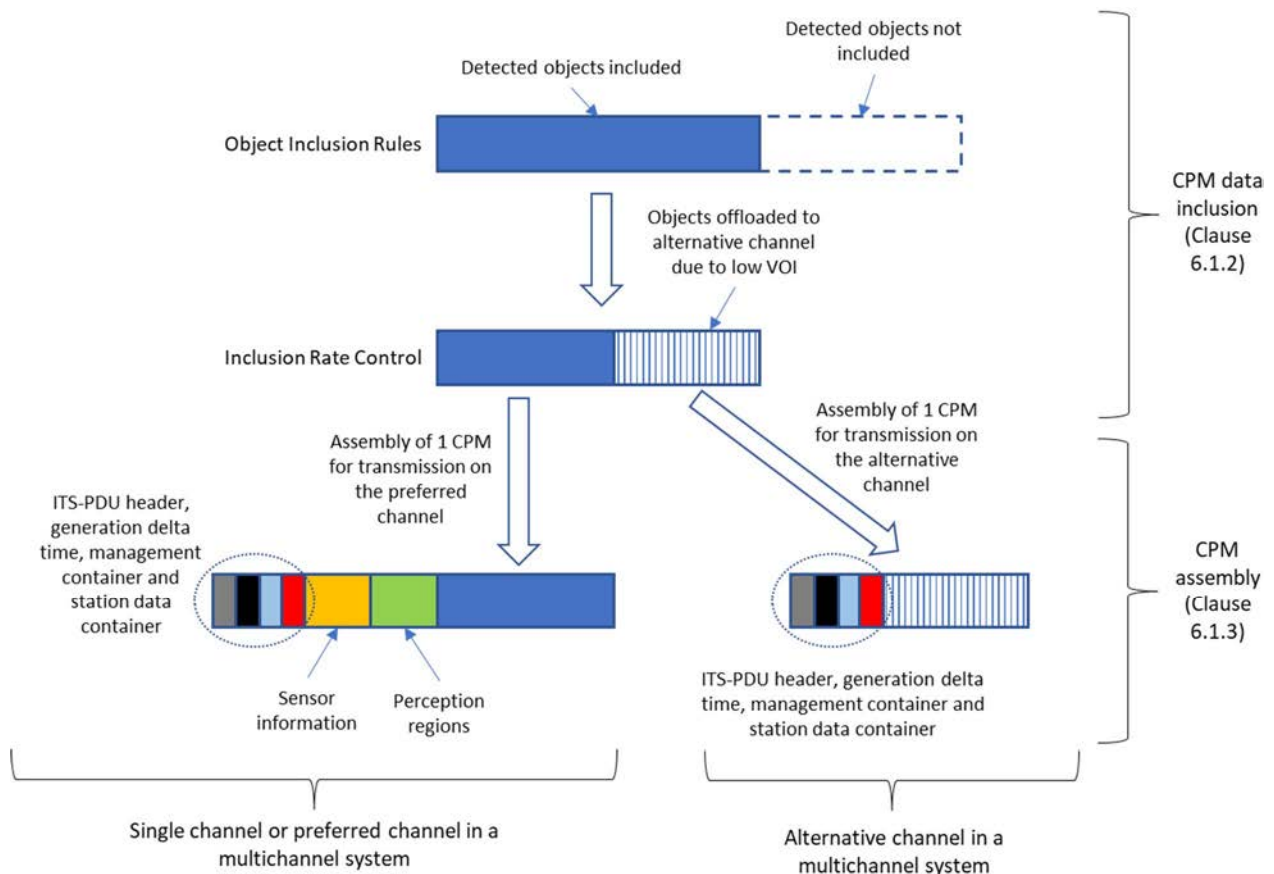 Detected objects not
included
Detected objects included
Object Inclusion Rules
CPM data
inclusion
(Clause
6.1.2)
Objects offloaded to
alternative channel
due to low VOI
Inclusion Rate Control
Assembly of 1 CPM
for transmission on
the preferred
channel
Assembly of 1 CPM
for transmission on
the alternative
channel
ITS-PDU header,
generation delta
time, management
container and
station data
container
CPM
assembly
(Clause
6.1.3)
Sensor
information
Perception
regions
ITS-PDU header, generation delta
time, management container and
station data container
Single channel or preferred channel in a
multichannel system
Alternative channel in a
multichannel system